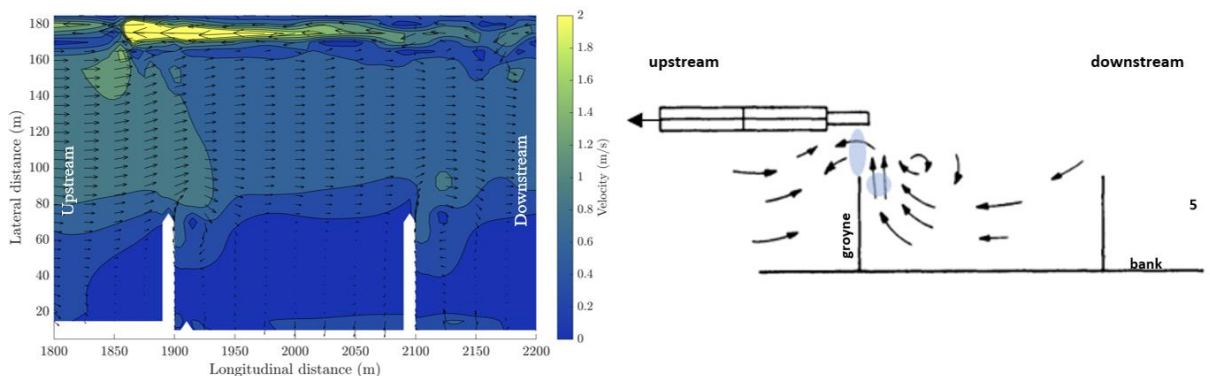 180
160
140
120
100
80
60
40
20
Lateral distance (m)
Upstream
Downstream
1800 1850 1900 1950 2000 2050 2100 2150 2200
Longitudinal distance (m)
2
1.8
1.6
1.4
1.2
1
0.8
0.6
0.4
0.2
0
Velocity (m/s)
upstream
downstream
groyne
5
bank